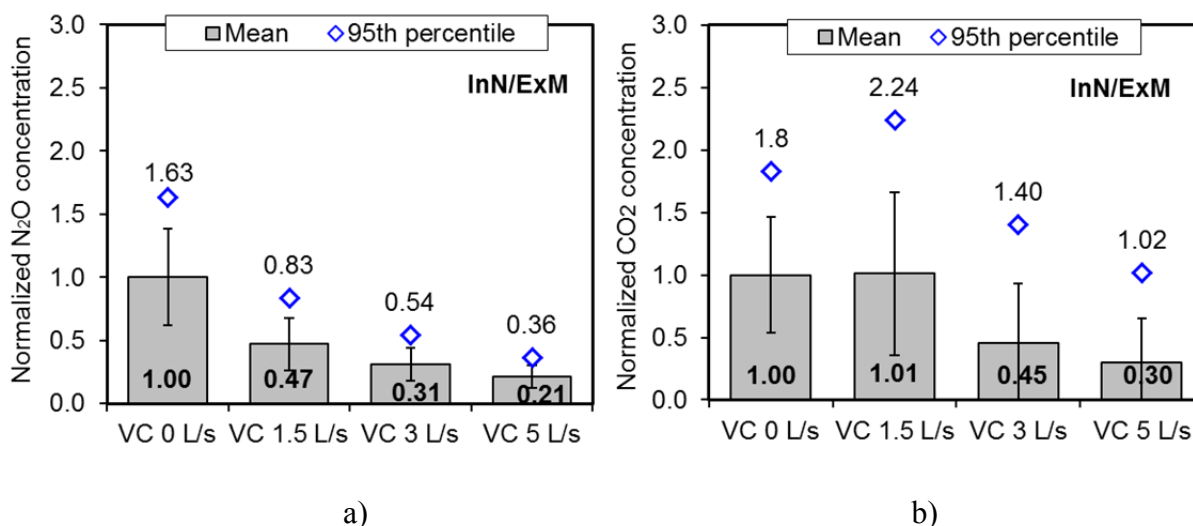 Normalized N₂O concentration
3.0
2.5
2.0
1.5
1.0
0.5
0.0
Mean 95th percentile
InN/ExM
1.63
0.83
0.54
0.36
1.00 0.47 0.31 0.21
VC 0 L/s VC 1.5 L/s VC 3 L/s VC 5 L/s
a)
Normalized CO2 concentration
3.0
2.5
2.0
1.5
1.0
0.5
0.0
Mean 95th percentile
InN/ExM
1.8
2.24
1.40
1.02
1.00 1.01 0.45 0.30
VC 0 L/s VC 1.5 L/s VC 3 L/s VC 5 L/s
b)